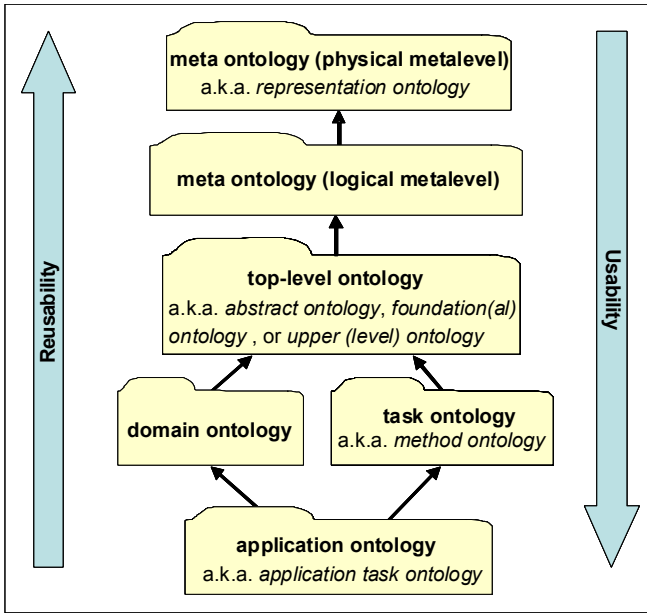 meta ontology (physical metalevel)
a.k.a. representation ontology
meta ontology (logical metalevel)
top-level ontology
a.k.a. abstract ontology, foundation(al)
ontology , or upper (level) ontology
domain ontology
task ontology
a.k.a. method ontology
application ontology
a.k.a. application task ontology
Reusability
Usability